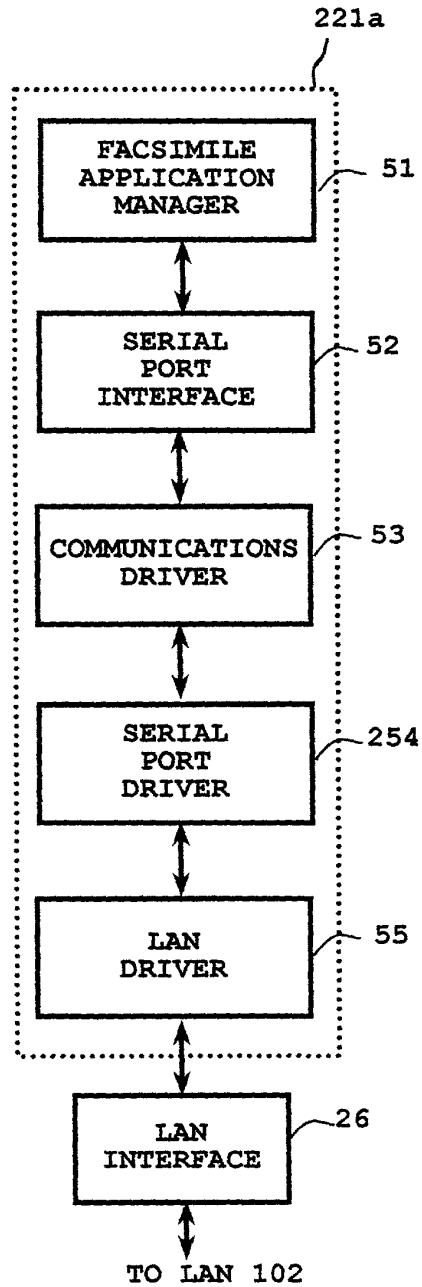 221a
FACSIMILE
APPLICATION
MANAGER
51
SERIAL
PORT
INTERFACE
52
COMMUNICATIONS
DRIVER
53
SERIAL
PORT
DRIVER
254
LAN
DRIVER
55
LAN
INTERFACE
26
TO LAN 102